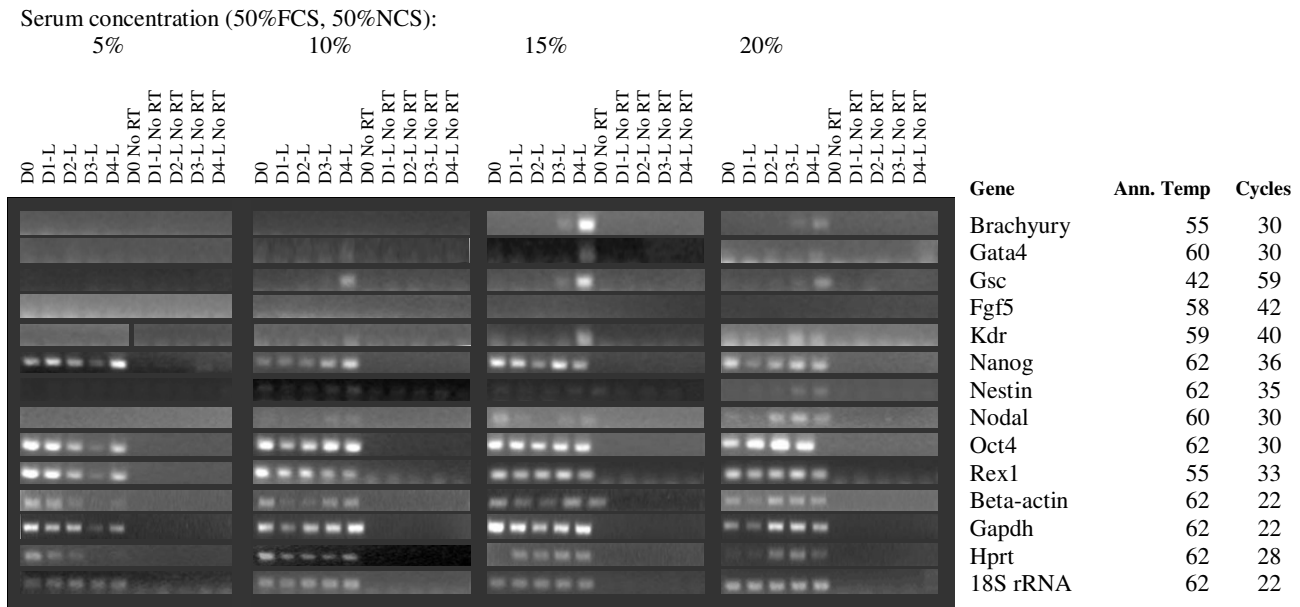 Serum concentration (50%FCS, 50%NCS):
5% 10% 15% 20%
D0 D1-L D2-L D3-L D4-L D0 No RT D1-L No RT D2-L No RT D3-L No RT D4-L No RT D0 D1-L D2-L D3-L D4-L D0 No RT D1-L No RT D2-L No RT D3-L No RT D4-L No RT D0 D1-L D2-L D3-L D4-L D0 No RT D1-L No RT D2-L No RT D3-L No RT D4-L No RT D0 D1-L D2-L D3-L D4-L D0 No RT D1-L No RT D2-L No RT D3-L No RT D4-L No RT
Gene Ann. Temp Cycles
Brachyury 55 30
Gata4 60 30
Gsc 42 59
Fgf5 58 42
Kdr 59 40
Nanog 62 36
Nestin 62 35
Nodal 60 30
Oct4 62 30
Rex1 55 33
Beta-actin 62 22
Gapdh 62 22
Hprt 62 28
18S rRNA 62 22